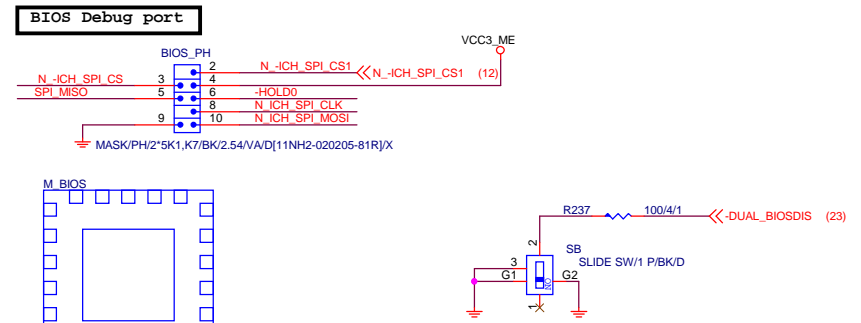 BIOS Debug port
VCC3_ME
BIOS_PH
2 N_-ICH_SPI_CS1 N_-ICH_SPI_CS1 (12)
N_-ICH_SPI_CS 3 4
SPI_MISO 5 6 -HOLD0
8 N_ICH_SPI_CLK
9 10 N_ICH_SPI_MOSI
MASK/PH/2*5K1,K7/BK/2.54/VA/D[11NH2-020205-81R]/X
M_BIOS
R237 100/4/1 -DUAL_BIOSDIS (23)
2
SB
SLIDE SW/1 P/BK/D
3
G1 G2
NO
1